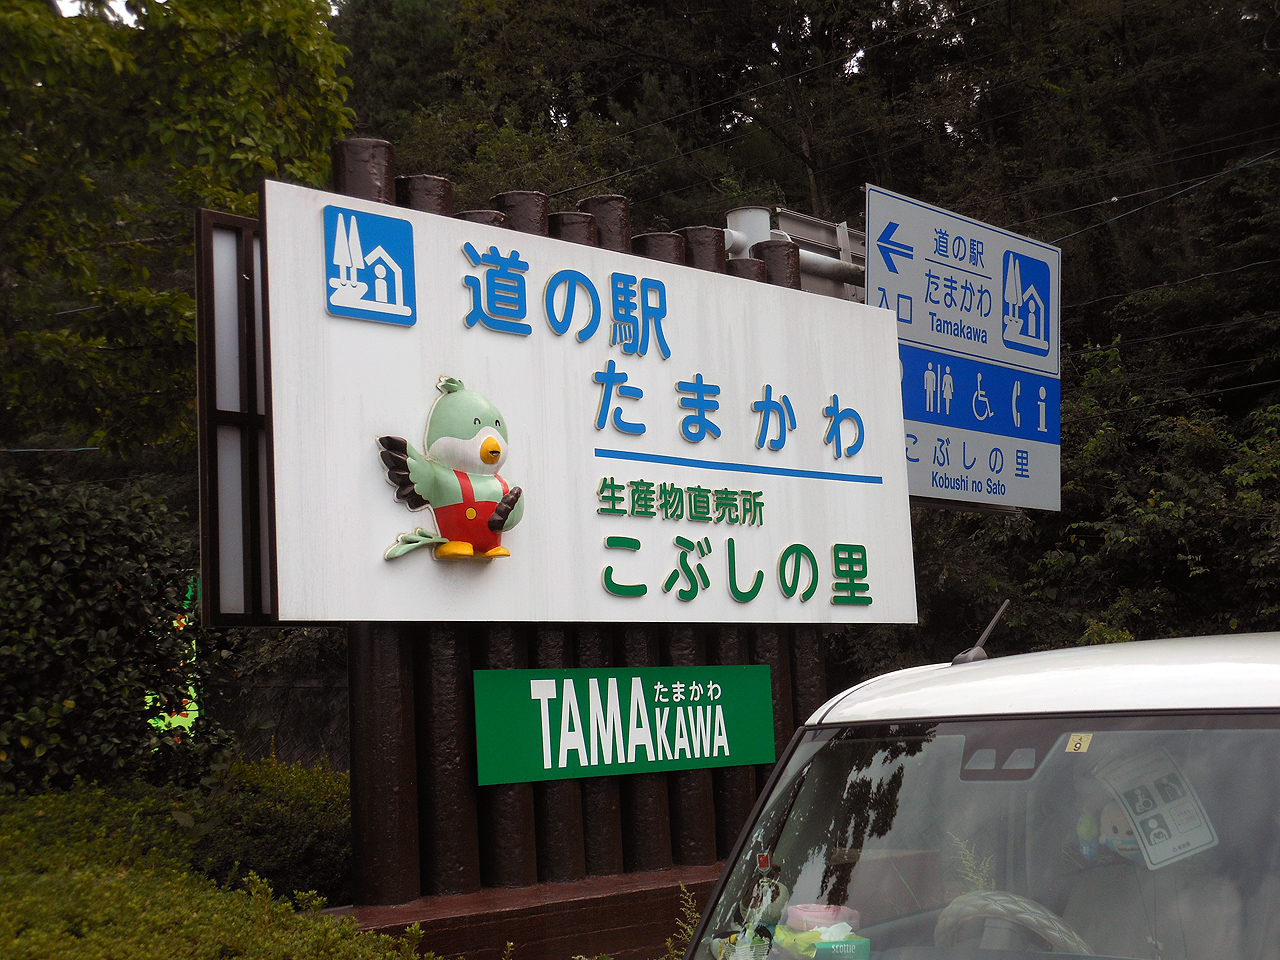 道の駅
たまかわ
生産物直売所
こぶしの里
TAMAKAWA
たまかわ
道の駅
たまかわ
Tamakawa
入口
こぶしの里
Kobushi no Sato
9
scottie